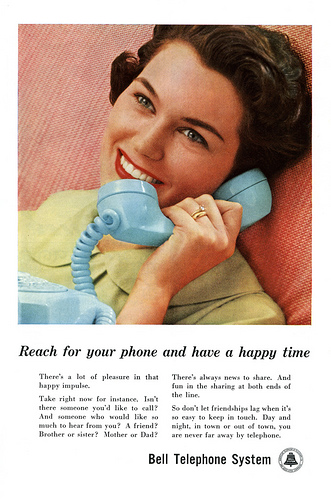 Reach for your phone and have a happy time
There's a lot of pleasure in that
happy impulse.
Take right now for instance. Isn't
there someone you'd like to call?
And someone who would like so
much to hear from you? A friend?
Brother or sister? Mother or Dad?
There's always news to share. And
fun in the sharing at both ends of
the line.
So don't let friendships lag when it's
so easy to keep in touch. Day and
night, in town or out of town, you
are never far away by telephone.
Bell Telephone System